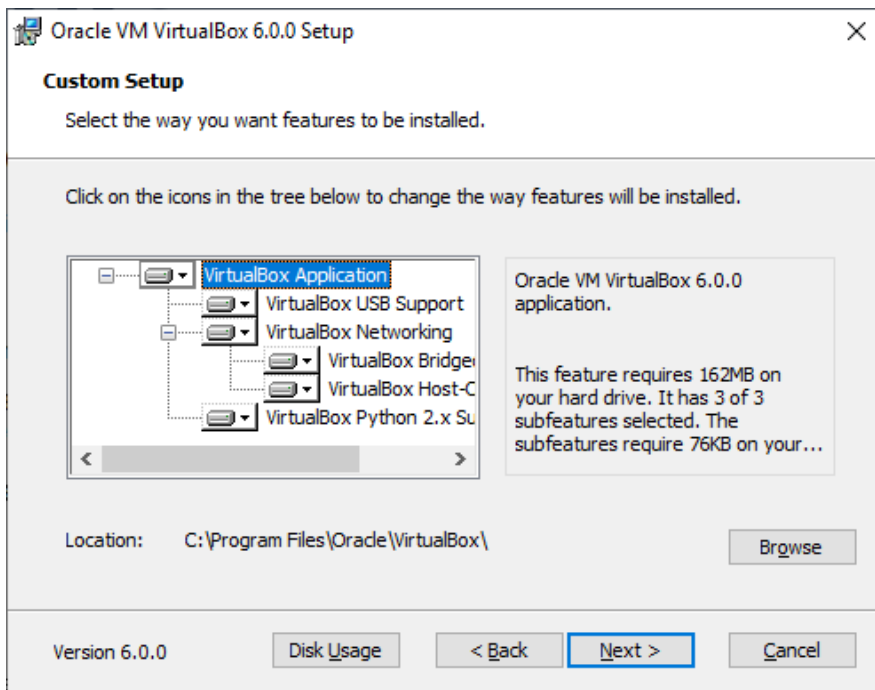 Oracle VM VirtualBox 6.0.0 Setup
Custom Setup
Select the way you want features to be installed.
Click on the icons in the tree below to change the way features will be installed.
VirtualBox Application
VirtualBox USB Support
VirtualBox Networking
VirtualBox Bridge
VirtualBox Host-C
VirtualBox Python 2.x Su
Oracle VM VirtualBox 6.0.0
application.
This feature requires 162MB on
your hard drive. It has 3 of 3
subfeatures selected. The
subfeatures require 76KB on your...
Location: C:\Program Files\Oracle\VirtualBox\
Browse
Version 6.0.0
Disk Usage
< Back
Next >
Cancel